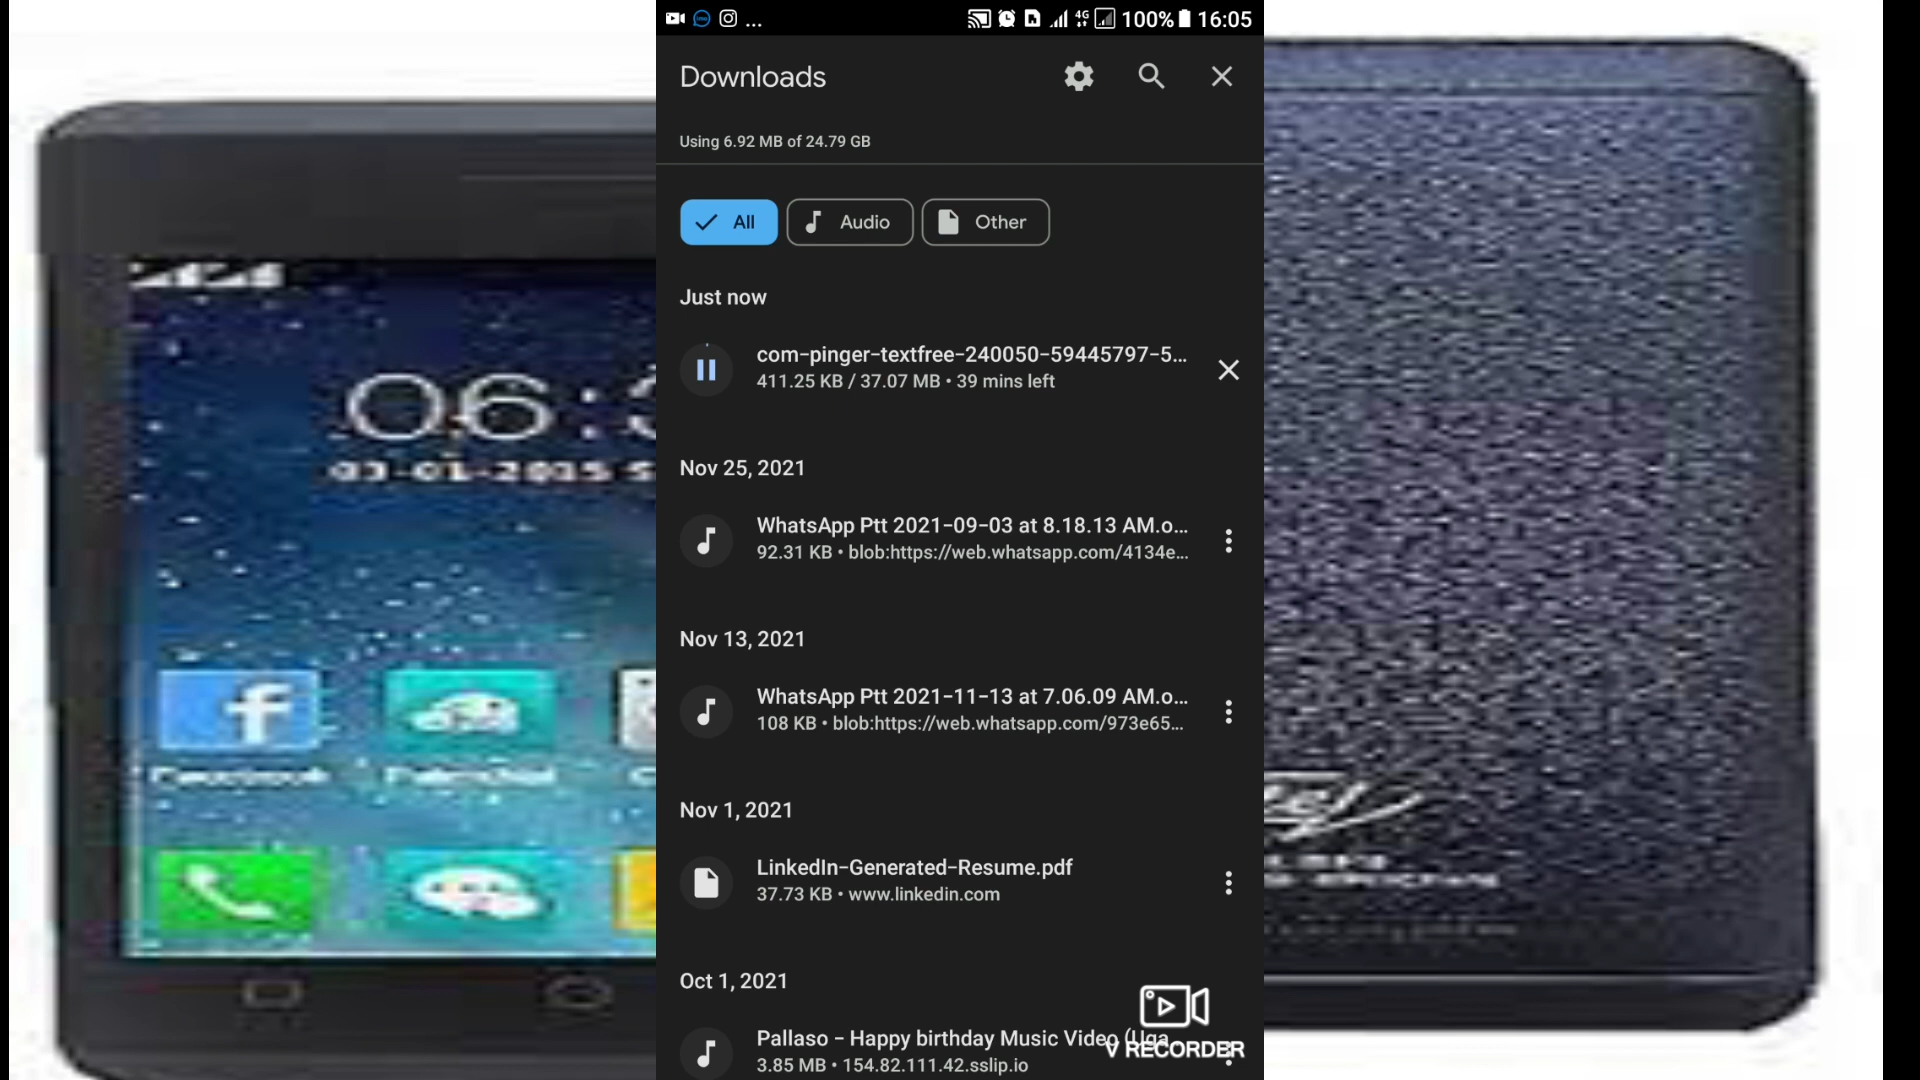 ... 4G 100% 16:05
Downloads
Using 6.92 MB of 24.79 GB
All Audio Other
Just now
com-pinger-textfree-240050-59445797-5...
411.25 KB / 37.07 MB • 39 mins left
Nov 25, 2021
WhatsApp Ptt 2021-09-03 at 8.18.13 AM.o...
92.31 KB • blob:https://web.whatsapp.com/4134e...
Nov 13, 2021
WhatsApp Ptt 2021-11-13 at 7.06.09 AM.o...
108 KB • blob:https://web.whatsapp.com/973e65...
Nov 1, 2021
LinkedIn-Generated-Resume.pdf
37.73 KB • www.linkedin.com
Oct 1, 2021
Pallaso - Happy birthday Music Video (Uga
3.85 MB • 154.82.111.42.sslip.io
V RECORDER
06: